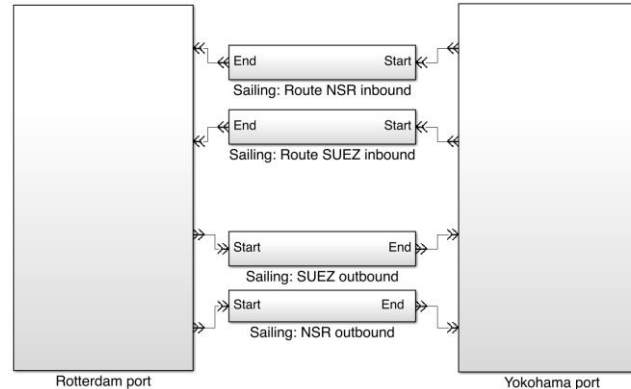 End Start
Sailing: Route NSR inbound
End Start
Sailing: Route SUEZ inbound
Start End
Sailing: SUEZ outbound
Start End
Sailing: NSR outbound
Rotterdam port
Yokohama port